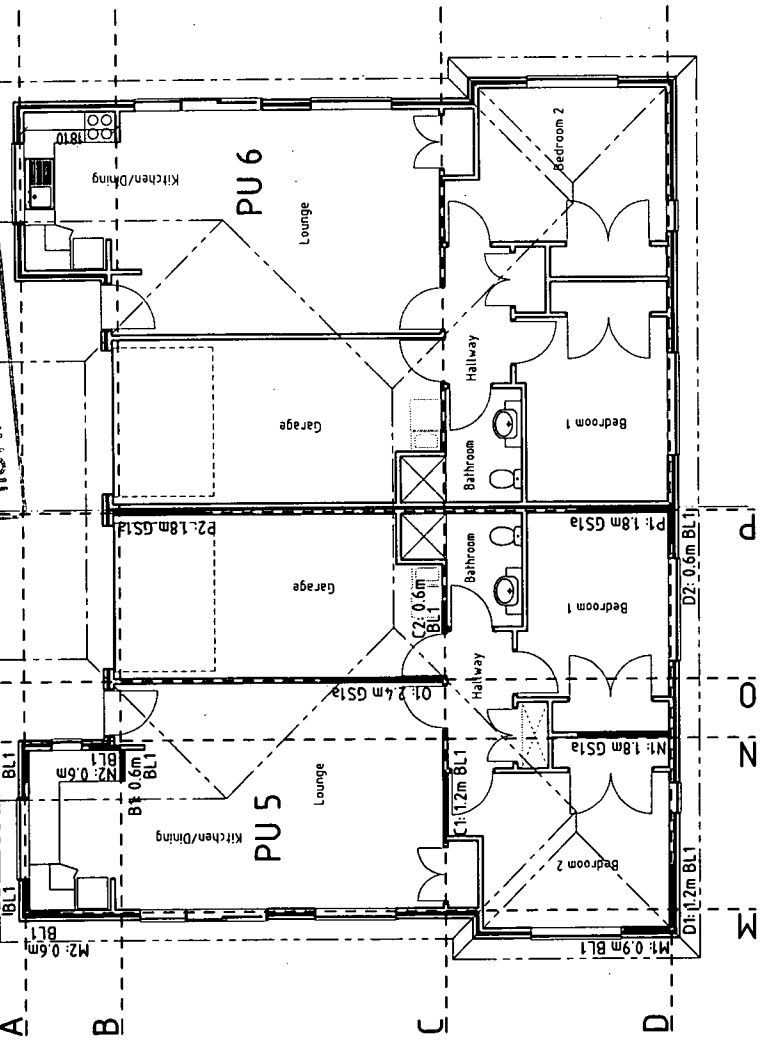 1810
Kitchen/Dining
PU 6
Lounge
Bedroom 2
Hallway
Garage
Bathroom
Bedroom 1
P2: 1.8m GS1a
P1: 1.8m GS1a
D2: 0.6m BL1
P
Garage
Bathroom
Bedroom 1
C2: 0.6m
BL1
Hallway
O1: 2.4m GS1a
O
BL1
N2: 0.6m
BL1
B1: 0.6m
BL1
Lounge
PU 5
Kitchen/Dining
C1: 1.2m BL1
N1: 1.8m GS1a
N
Bedroom 2
BL1
M2: 0.6m
BL1
M1: 0.9m BL1
D1: 1.2m BL1
M
A
B
C
D